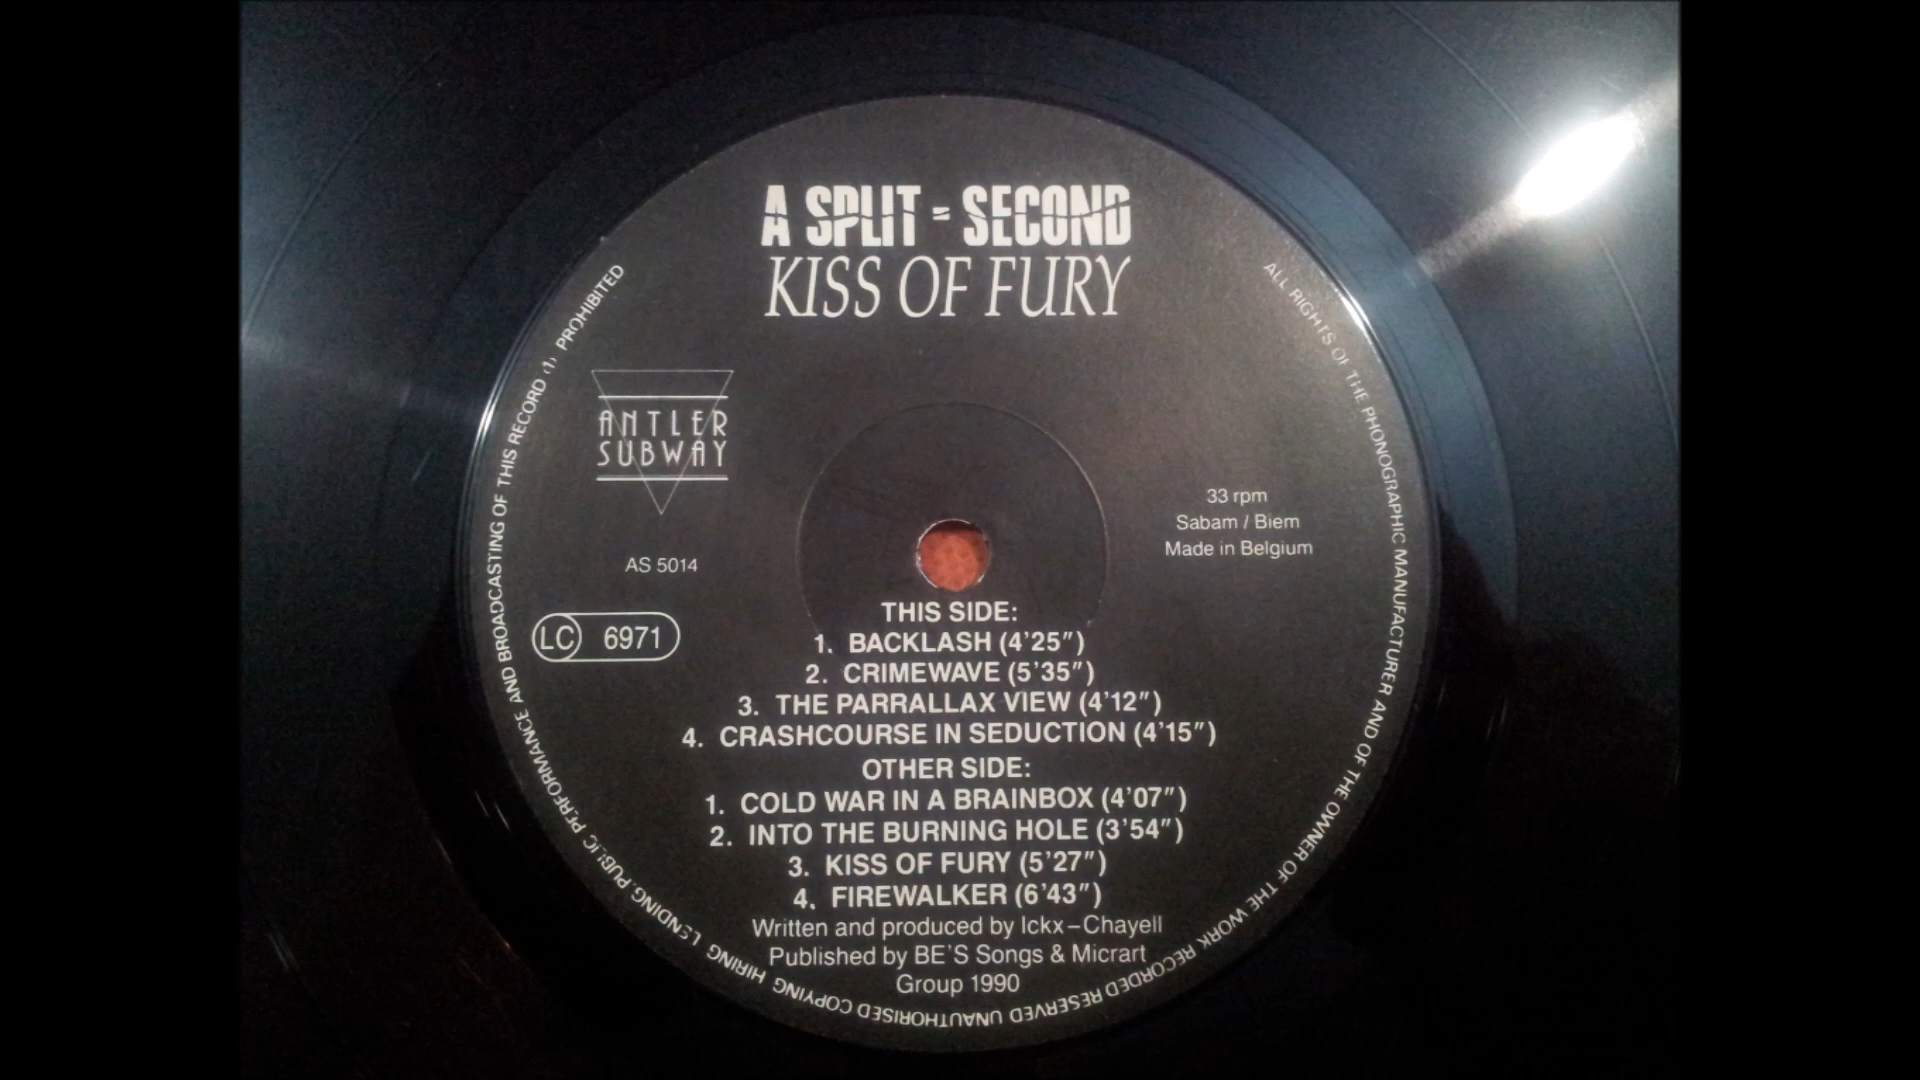 A SPLIT-SECOND
KISS OF FURY
ANTLER
SUBWAY
AS 5014
LC 6971
33 rpm
Sabam / Biem
Made in Belgium
THIS SIDE:
1. BACKLASH (4'25")
2. CRIMEWAVE (5'35")
3. THE PARRALLAX VIEW (4'12")
4. CRASHCOURSE IN SEDUCTION (4'15")
OTHER SIDE:
1. COLD WAR IN A BRAINBOX (4'07")
2. INTO THE BURNING HOLE (3'54")
3. KISS OF FURY (5'27")
4. FIREWALKER (6'43")
Written and produced by Ickx–Chayell
Published by BE'S Songs & Micrart
Group 1990
ALL RIGHTS OF THE PHONOGRAPHIC MANUFACTURER AND OF THE OWNER OF THE WORK RECORDED RESERVED UNAUTHORISED COPYING HIRING LENDING PUBLIC PERFORMANCE AND BROADCASTING OF THIS RECORD (1) PROHIBITED